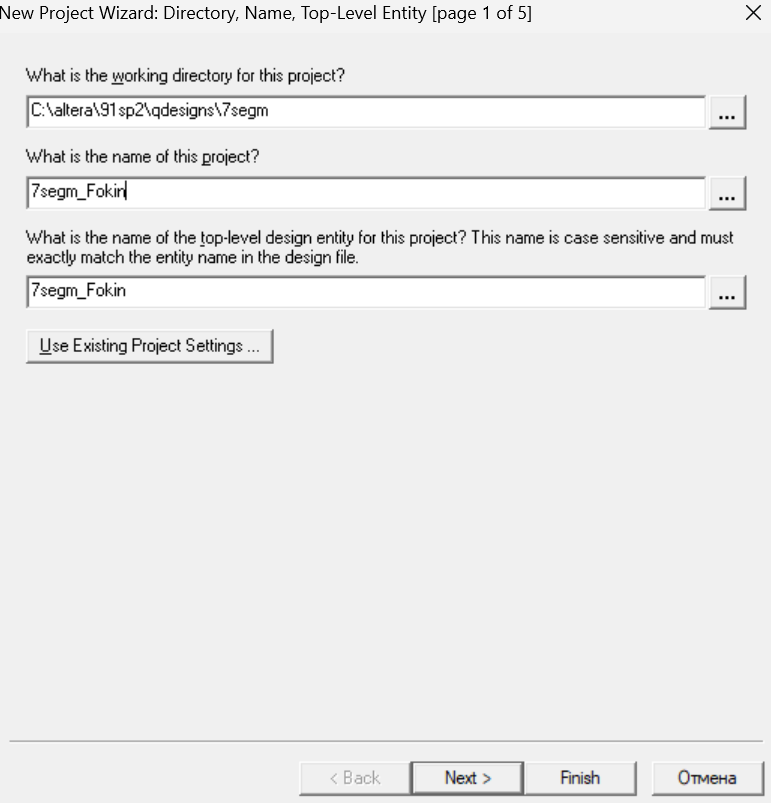 New Project Wizard: Directory, Name, Top-Level Entity [page 1 of 5]
What is the working directory for this project?
C:\altera\91sp2\qdesigns\7segm
...
What is the name of this project?
7segm_Fokin
...
What is the name of the top-level design entity for this project? This name is case sensitive and must
exactly match the entity name in the design file.
7segm_Fokin
...
Use Existing Project Settings ...
< Back
Next >
Finish
Отмена